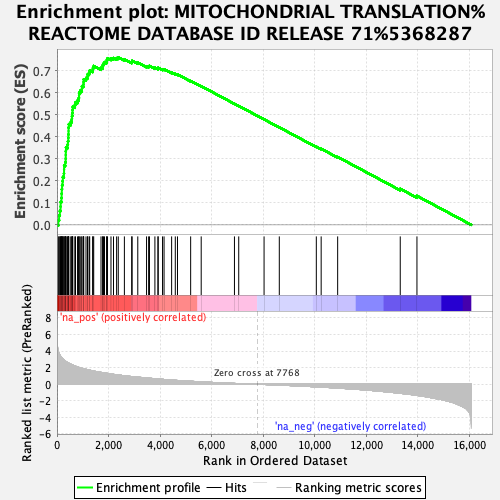 Enrichment plot: MITOCHONDRIAL TRANSLATION%
REACTOME DATABASE ID RELEASE 71%5368287
Enrichment score (ES)
0.7
0.6
0.5
0.4
0.3
0.2
0.1
0.0
'na_pos' (positively correlated)
Ranked list metric (PreRanked)
8
6
4
2
0
-2
-4
-6
Zero cross at 7768
'na_neg' (negatively correlated)
0 2,000 4,000 6,000 8,000 10,000 12,000 14,000 16,000
Rank in Ordered Dataset
Enrichment profile Hits Ranking metric scores